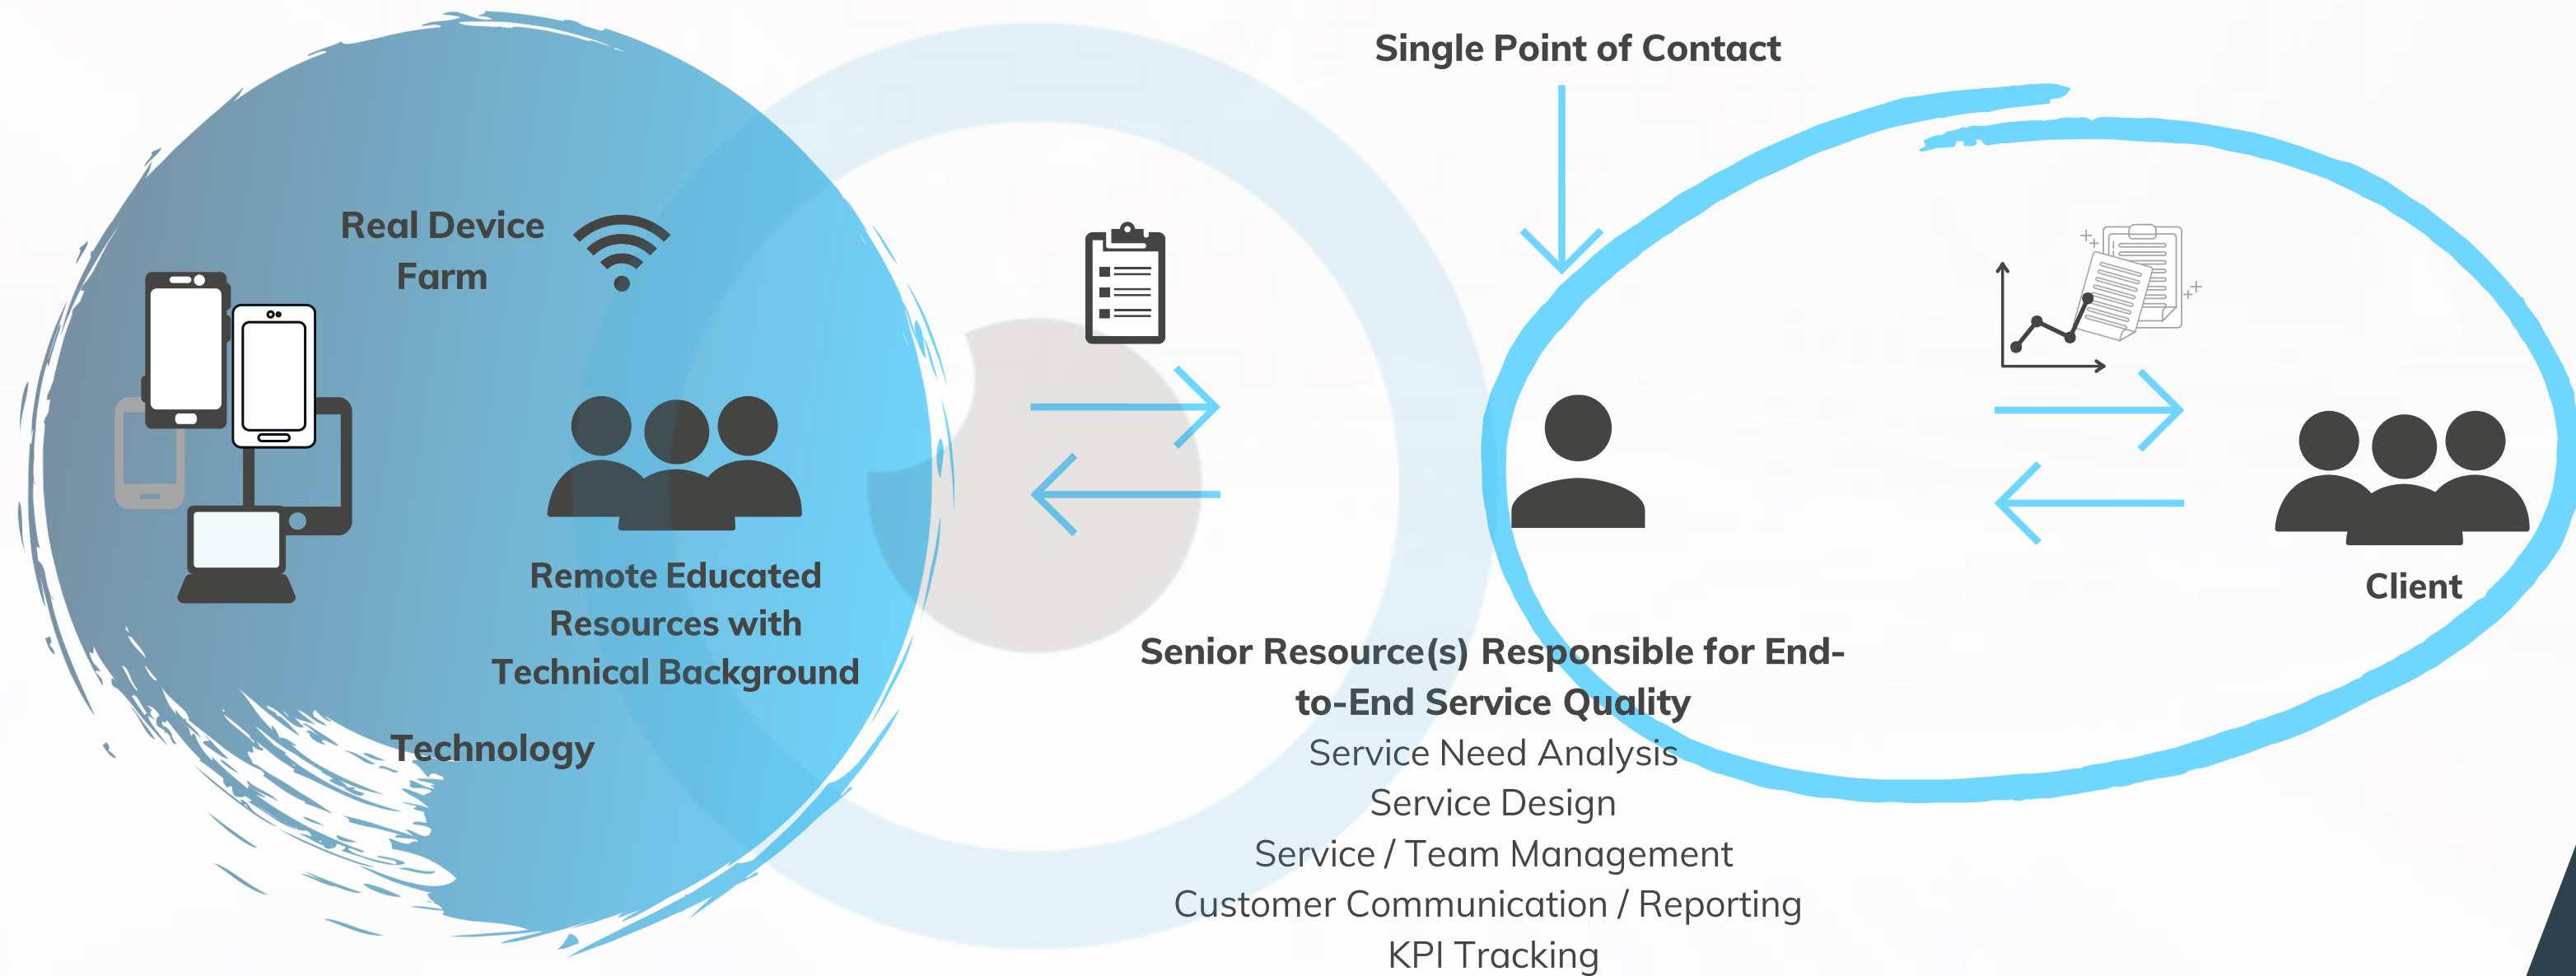 Single Point of Contact
Real Device
Farm
Remote Educated
Resources with
Technical Background
Technology
Client
Senior Resource(s) Responsible for End-
to-End Service Quality
Service Need Analysis
Service Design
Service / Team Management
Customer Communication / Reporting
KPI Tracking